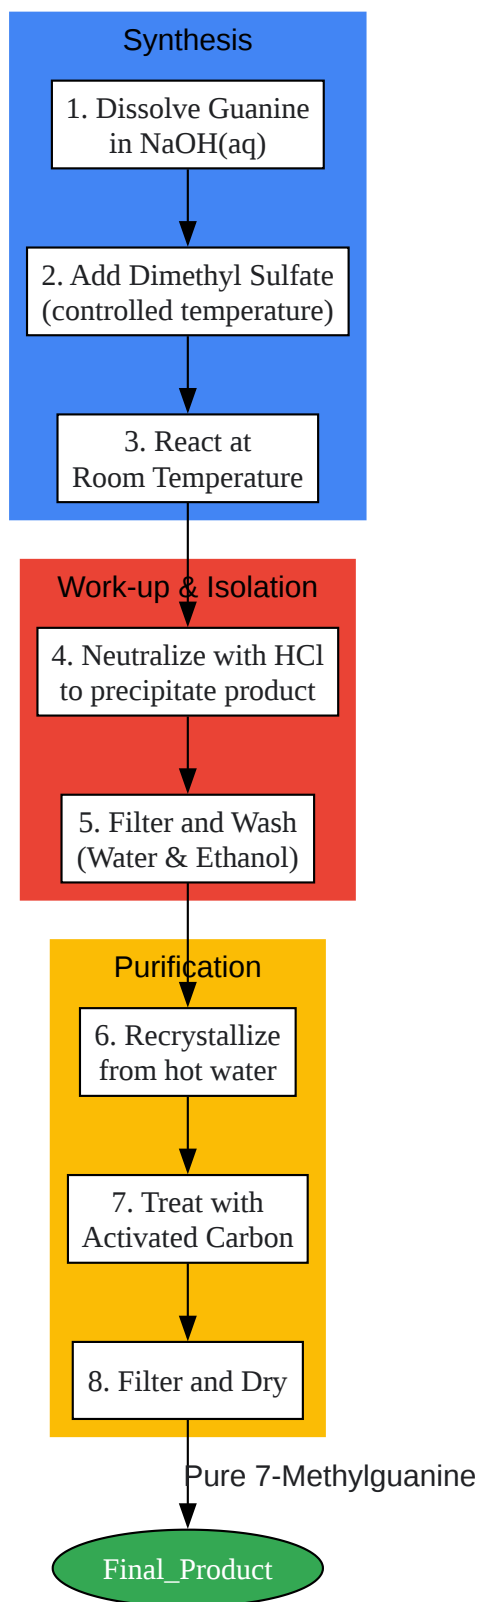 Synthesis
1. Dissolve Guanine
in NaOH(aq)
2. Add Dimethyl Sulfate
(controlled temperature)
3. React at
Room Temperature
Work-up & Isolation
4. Neutralize with HCl
to precipitate product
5. Filter and Wash
(Water & Ethanol)
Purification
6. Recrystallize
from hot water
7. Treat with
Activated Carbon
8. Filter and Dry
Pure 7-Methylguanine
Final_Product